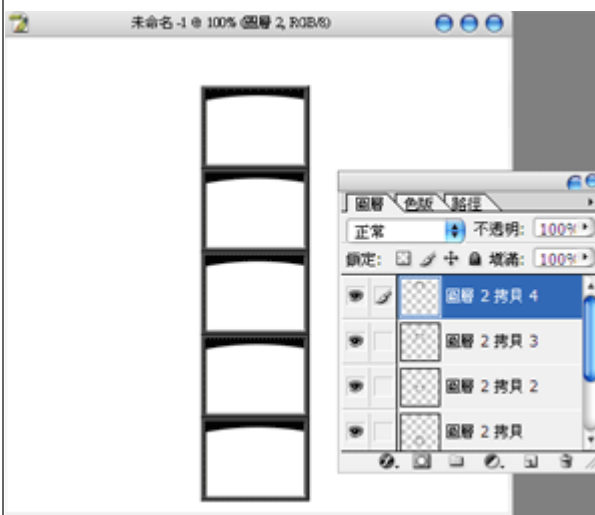 未命名 -1 @ 100% (圖層 2, RGB/8)
圖層 色版 路徑
正常 不透明: 100%
鎖定: 填滿: 100%
圖層 2 拷貝 4
圖層 2 拷貝 3
圖層 2 拷貝 2
圖層 2 拷貝